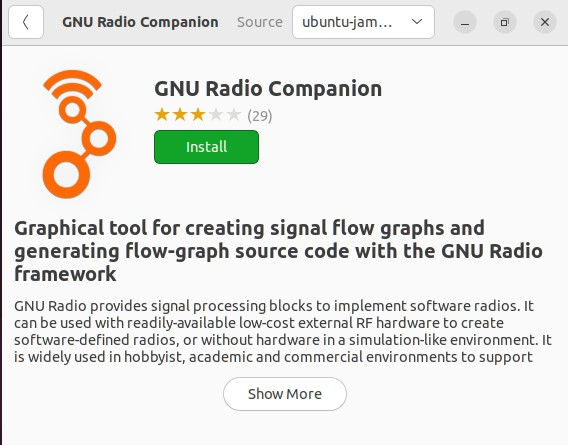 GNU Radio Companion Source ubuntu-jam...
GNU Radio Companion
(29)
Install
Graphical tool for creating signal flow graphs and
generating flow-graph source code with the GNU Radio
framework
GNU Radio provides signal processing blocks to implement software radios. It
can be used with readily-available low-cost external RF hardware to create
software-defined radios, or without hardware in a simulation-like environment. It
is widely used in hobbyist, academic and commercial environments to support
Show More